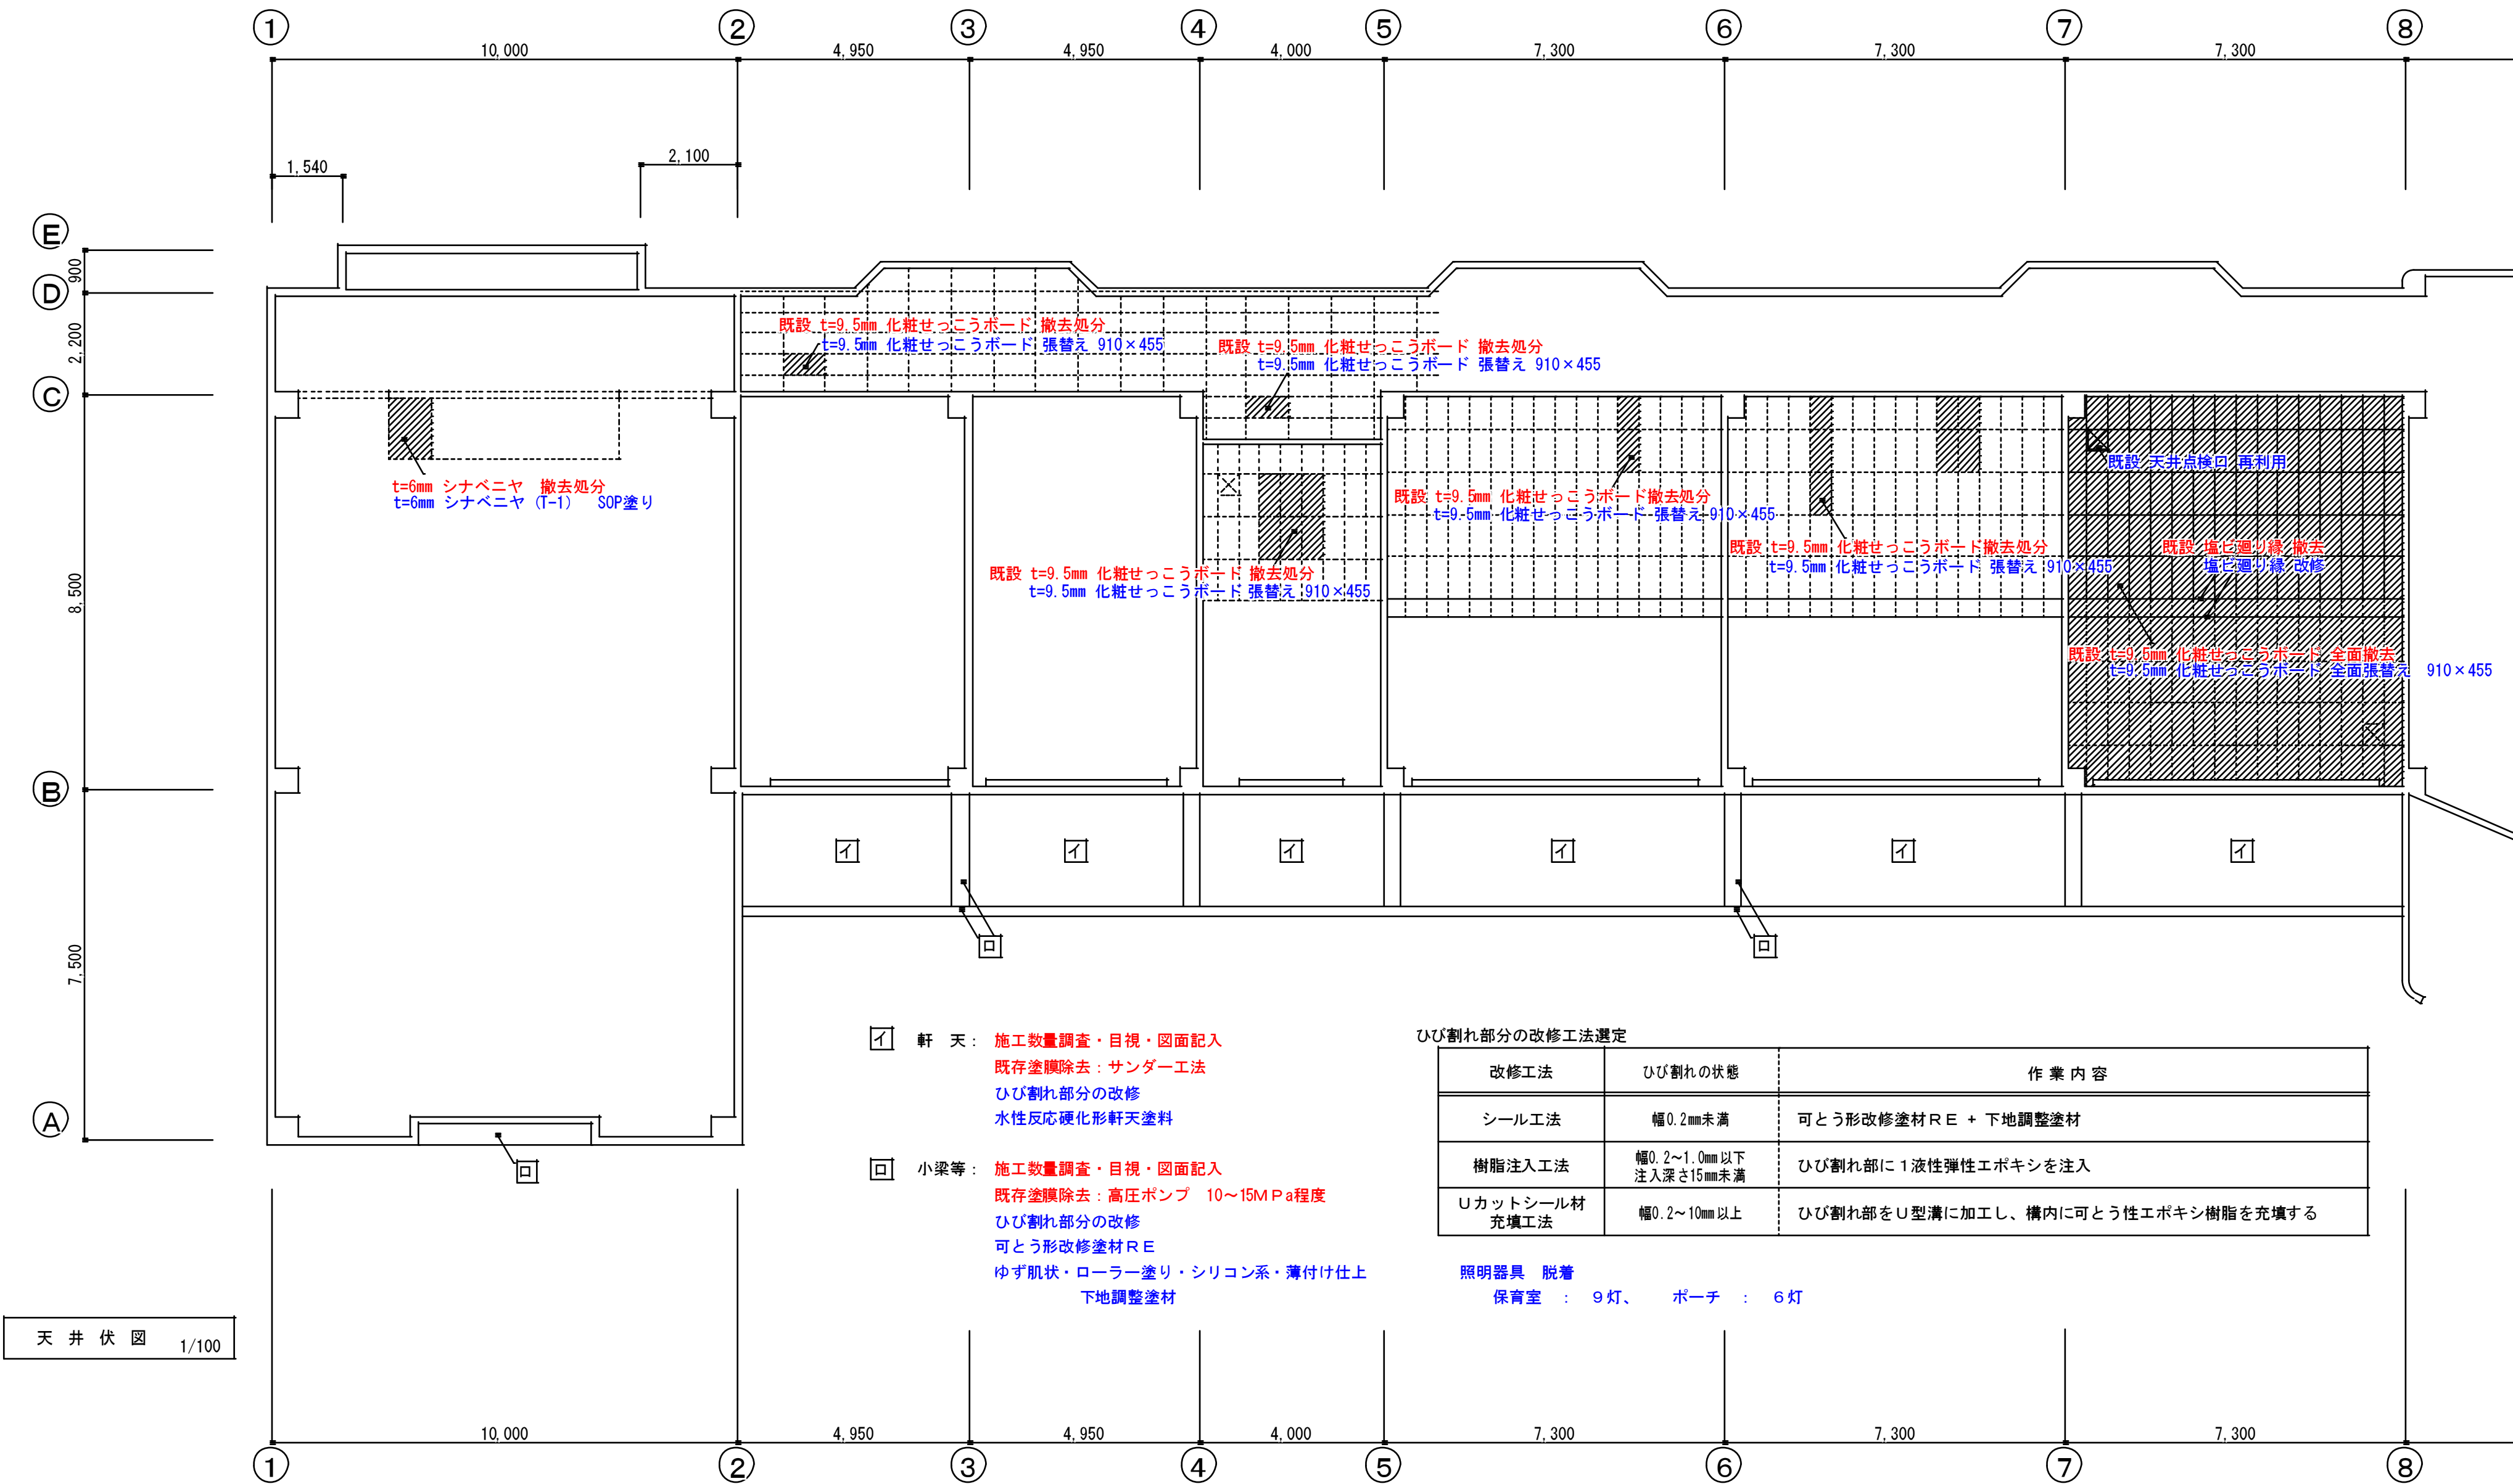 1 2 3 4 5 6 7 8
10,000 4,950 4,950 4,000 7,300 7,300 7,300
1,540 2,100
E
900
D
2,200
C
8,500
B
7,500
A
既設 t=9.5mm 化粧せっこうボード 撤去処分
t=9.5mm 化粧せっこうボード 張替え 910×455
既設 t=9.5mm 化粧せっこうボード 撤去処分
t=9.5mm 化粧せっこうボード 張替え 910×455
t=6mm シナベニヤ 撤去処分
t=6mm シナベニヤ (T-1) SOP塗り
既設 t=9.5mm 化粧せっこうボード 撤去処分
t=9.5mm 化粧せっこうボード 張替え 910×455
既設 t=9.5mm 化粧せっこうボード撤去処分
t=9.5mm 化粧せっこうボード 張替え 910×455
既設 t=9.5mm 化粧せっこうボード撤去処分
t=9.5mm 化粧せっこうボード 張替え 910×455
既設 天井点検口 再利用
既設 塩ビ廻り縁 撤去
塩ビ廻り縁 改修
既設 t=9.5mm 化粧せっこうボード 全面撤去
t=9.5mm 化粧せっこうボード 全面張替え 910×455
イ イ イ イ イ イ
ロ ロ
ロ
イ 軒 天: 施工数量調査・目視・図面記入
既存塗膜除去:サンダー工法
ひび割れ部分の改修
水性反応硬化形軒天塗料
ロ 小梁等: 施工数量調査・目視・図面記入
既存塗膜除去:高圧ポンプ 10~15MPa程度
ひび割れ部分の改修
可とう形改修塗材RE
ゆず肌状・ローラー塗り・シリコン系・薄付け仕上
下地調整塗材
ひび割れ部分の改修工法選定
改修工法 ひび割れの状態 作業内容
シール工法 幅0.2mm未満 可とう形改修塗材RE + 下地調整塗材
樹脂注入工法 幅0.2~1.0mm以下 注入深さ15mm未満 ひび割れ部に1液性弾性エポキシを注入
Uカットシール材 充填工法 幅0.2~10mm以上 ひび割れ部をU型溝に加工し、構内に可とう性エポキシ樹脂を充填する
照明器具 脱着
保育室 : 9灯、 ポーチ : 6灯
天井伏図 1/100
10,000 4,950 4,950 4,000 7,300 7,300 7,300
1 2 3 4 5 6 7 8